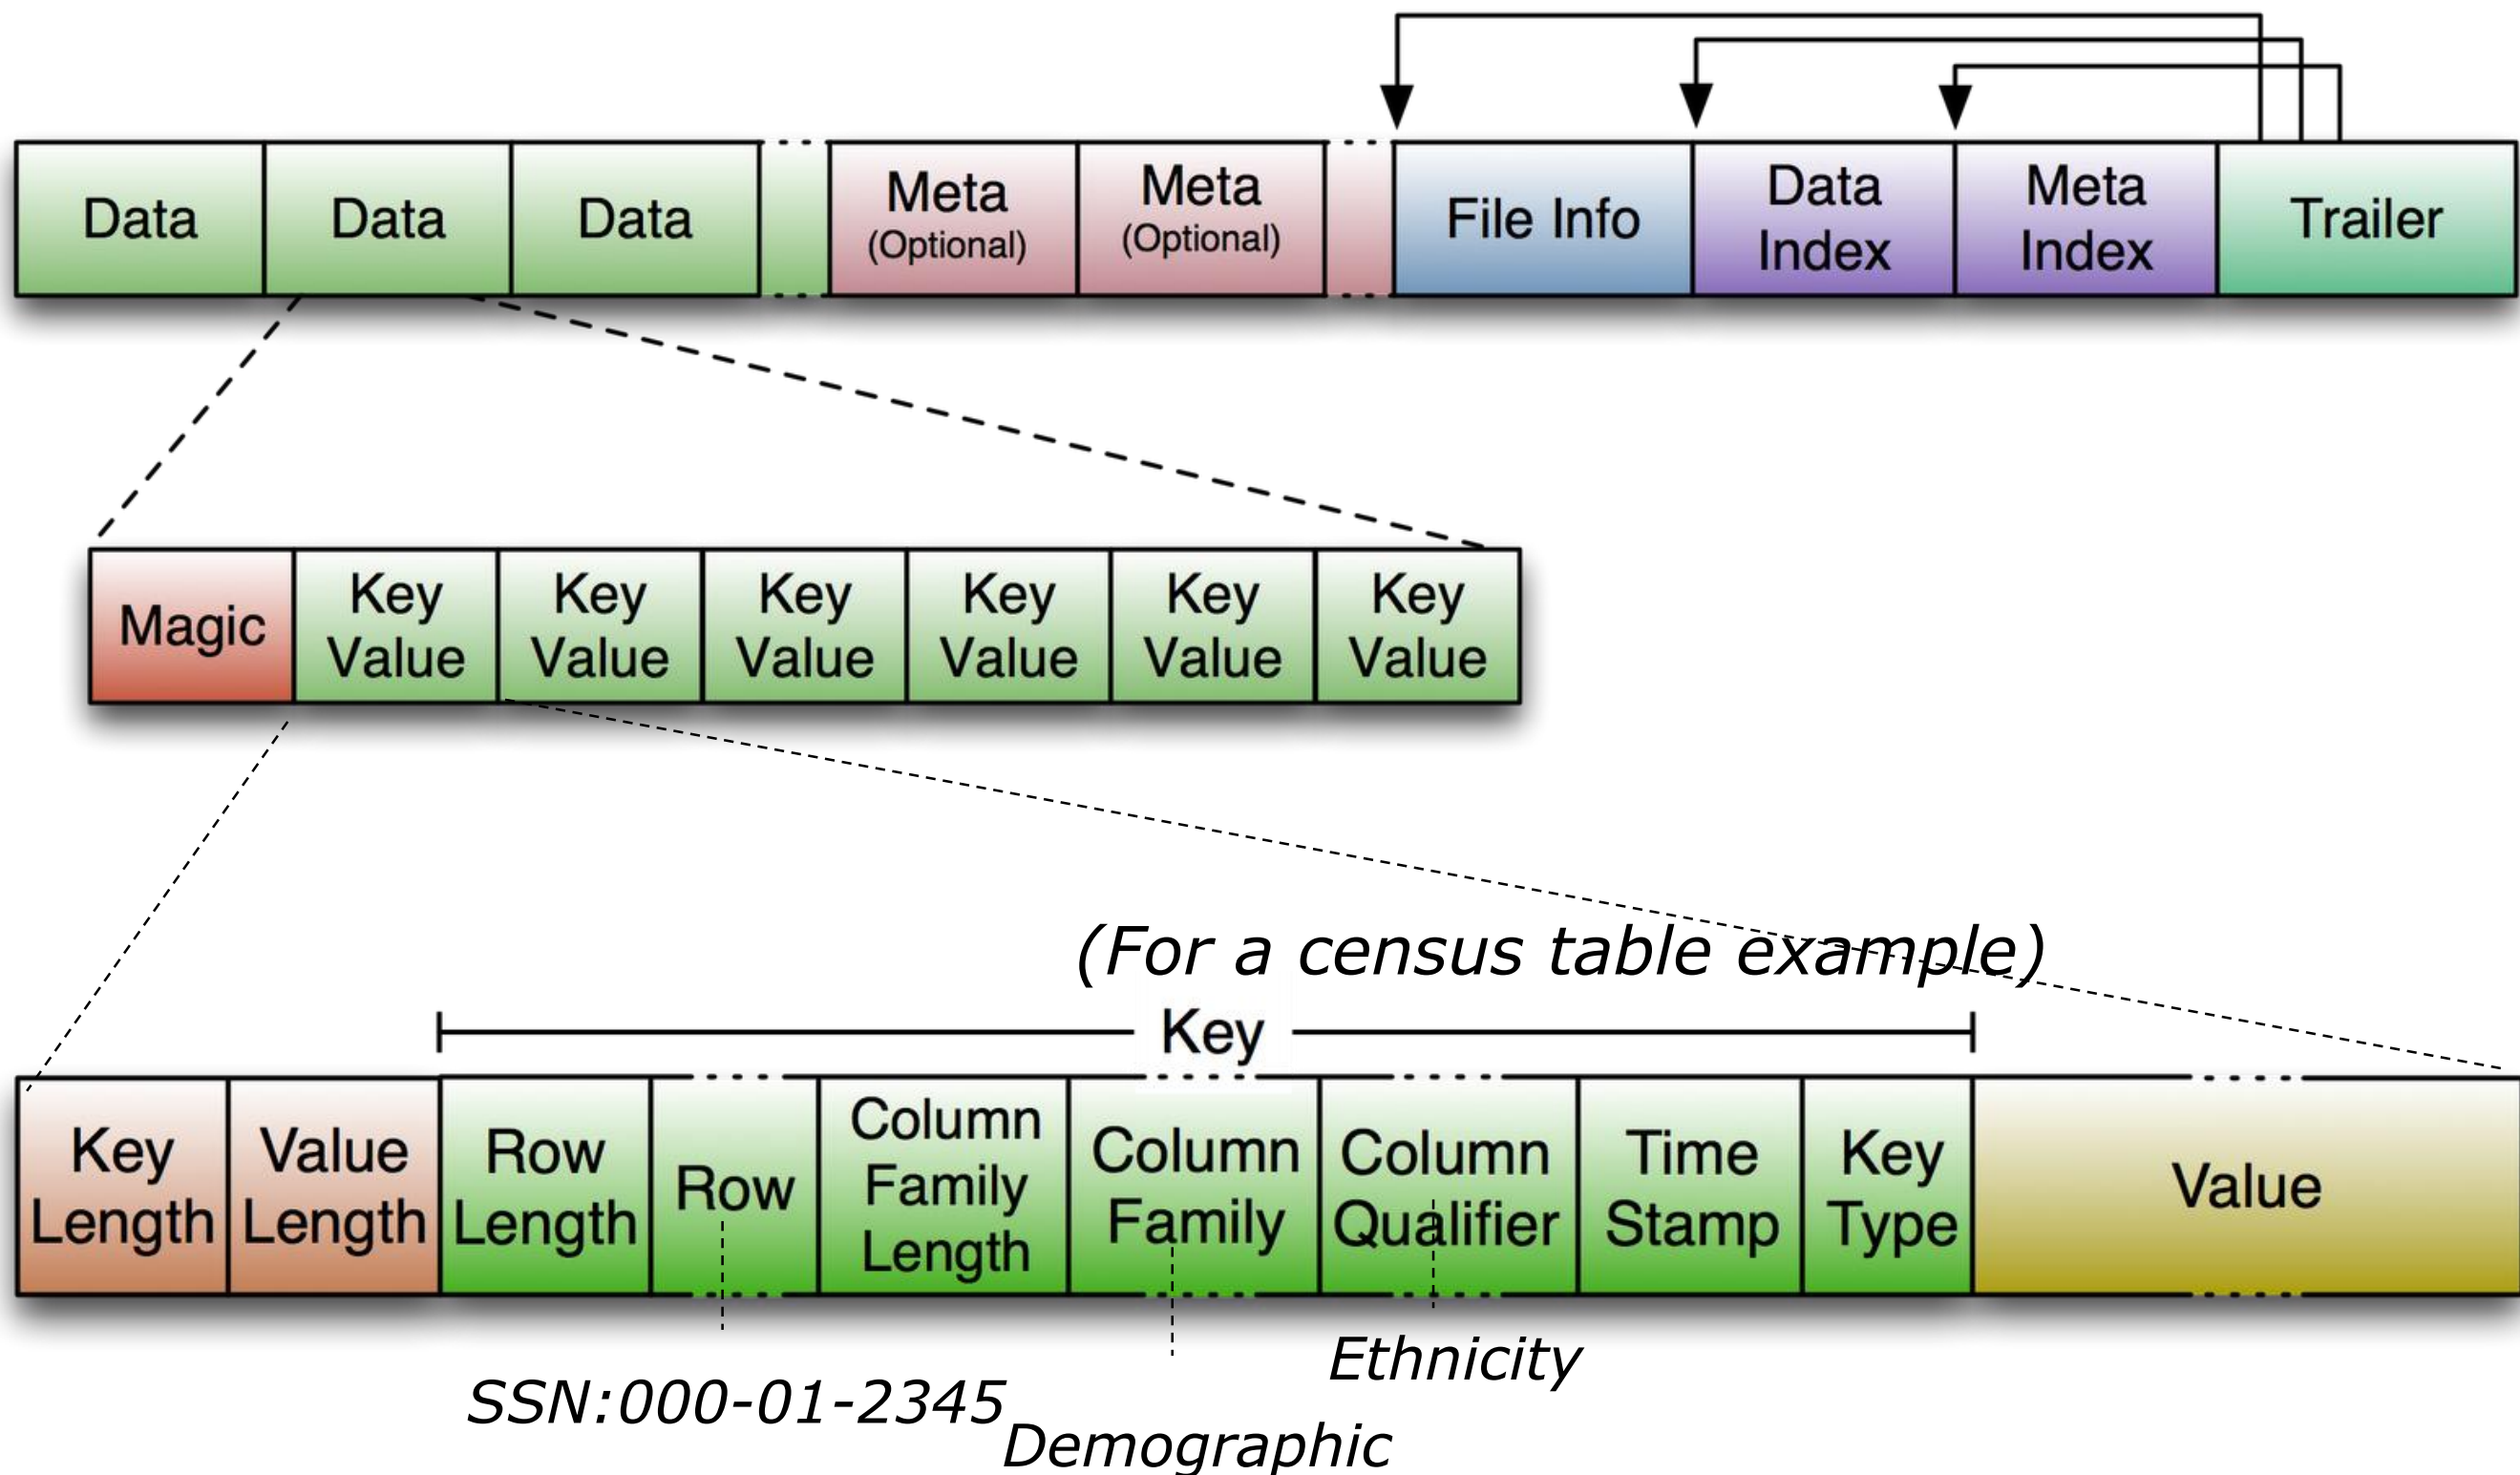 Data
Data
Data
Meta
(Optional)
Meta
(Optional)
File Info
Data
Index
Meta
Index
Trailer
Magic
Key
Value
Key
Value
Key
Value
Key
Value
Key
Value
Key
Value
(For a census table example)
Key
Key
Length
Value
Length
Row
Length
Row
Column
Family
Length
Column
Family
Column
Qualifier
Time
Stamp
Key
Type
Value
Ethnicity
SSN:000-01-2345
Demographic